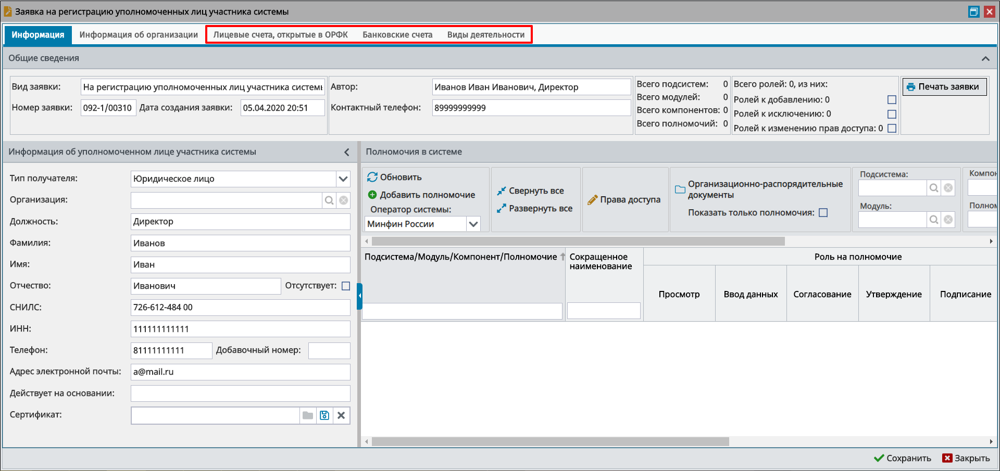 Заявка на регистрацию уполномоченных лиц участника системы
Информация
Информация об организации
Лицевые счета, открытые в ОРФК
Банковские счета
Виды деятельности
Общие сведения
Вид заявки:
На регистрацию уполномоченных лиц участника системы
Номер заявки:
092-1/00310
Дата создания заявки:
05.04.2020 20:51
Автор:
Иванов Иван Иванович, Директор
Контактный телефон:
89999999999
Всего подсистем: 0
Всего модулей: 0
Всего компонентов: 0
Всего полномочий: 0
Всего ролей: 0, из них:
Ролей к добавлению: 0
Ролей к исключению: 0
Ролей к изменению прав доступа: 0
Печать заявки
Информация об уполномоченном лице участника системы
Тип получателя:
Юридическое лицо
Организация:
Должность:
Директор
Фамилия:
Иванов
Имя:
Иван
Отчество:
Иванович
Отсутствует:
СНИЛС:
726-612-484 00
ИНН:
111111111111
Телефон:
81111111111
Добавочный номер:
Адрес электронной почты:
a@mail.ru
Действует на основании:
Сертификат:
Полномочия в системе
Обновить
Добавить полномочие
Оператор системы:
Минфин России
Свернуть все
Развернуть все
Права доступа
Организационно-распорядительные
документы
Показать только полномочия:
Подсистема:
Модуль:
Компон
Полном
Подсистема/Модуль/Компонент/Полномочие
Сокращенное
наименование
Роль на полномочие
Просмотр
Ввод данных
Согласование
Утверждение
Подписание
Сохранить
Закрыть